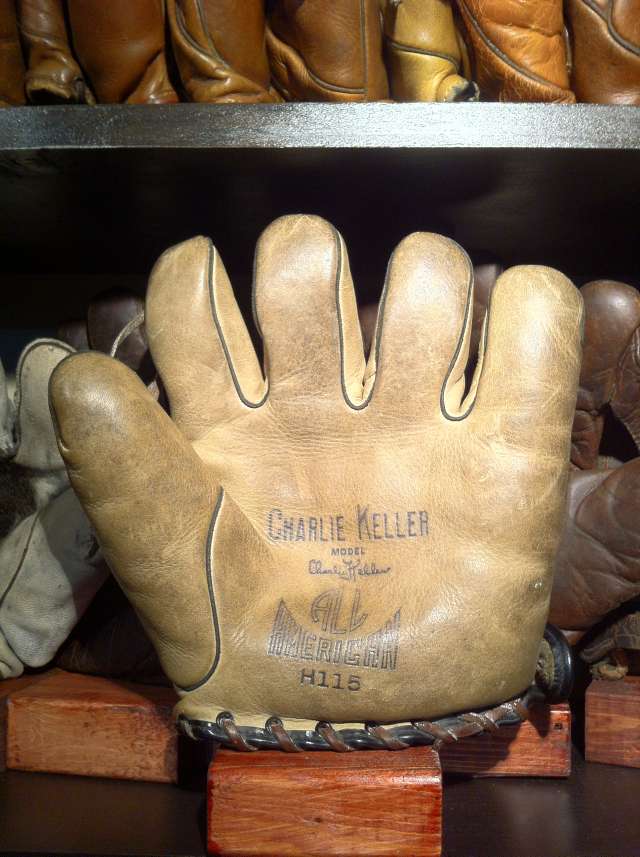 CHARLIE KELLER
MODEL
Charlie Keller
ALL
AMERICAN
H115